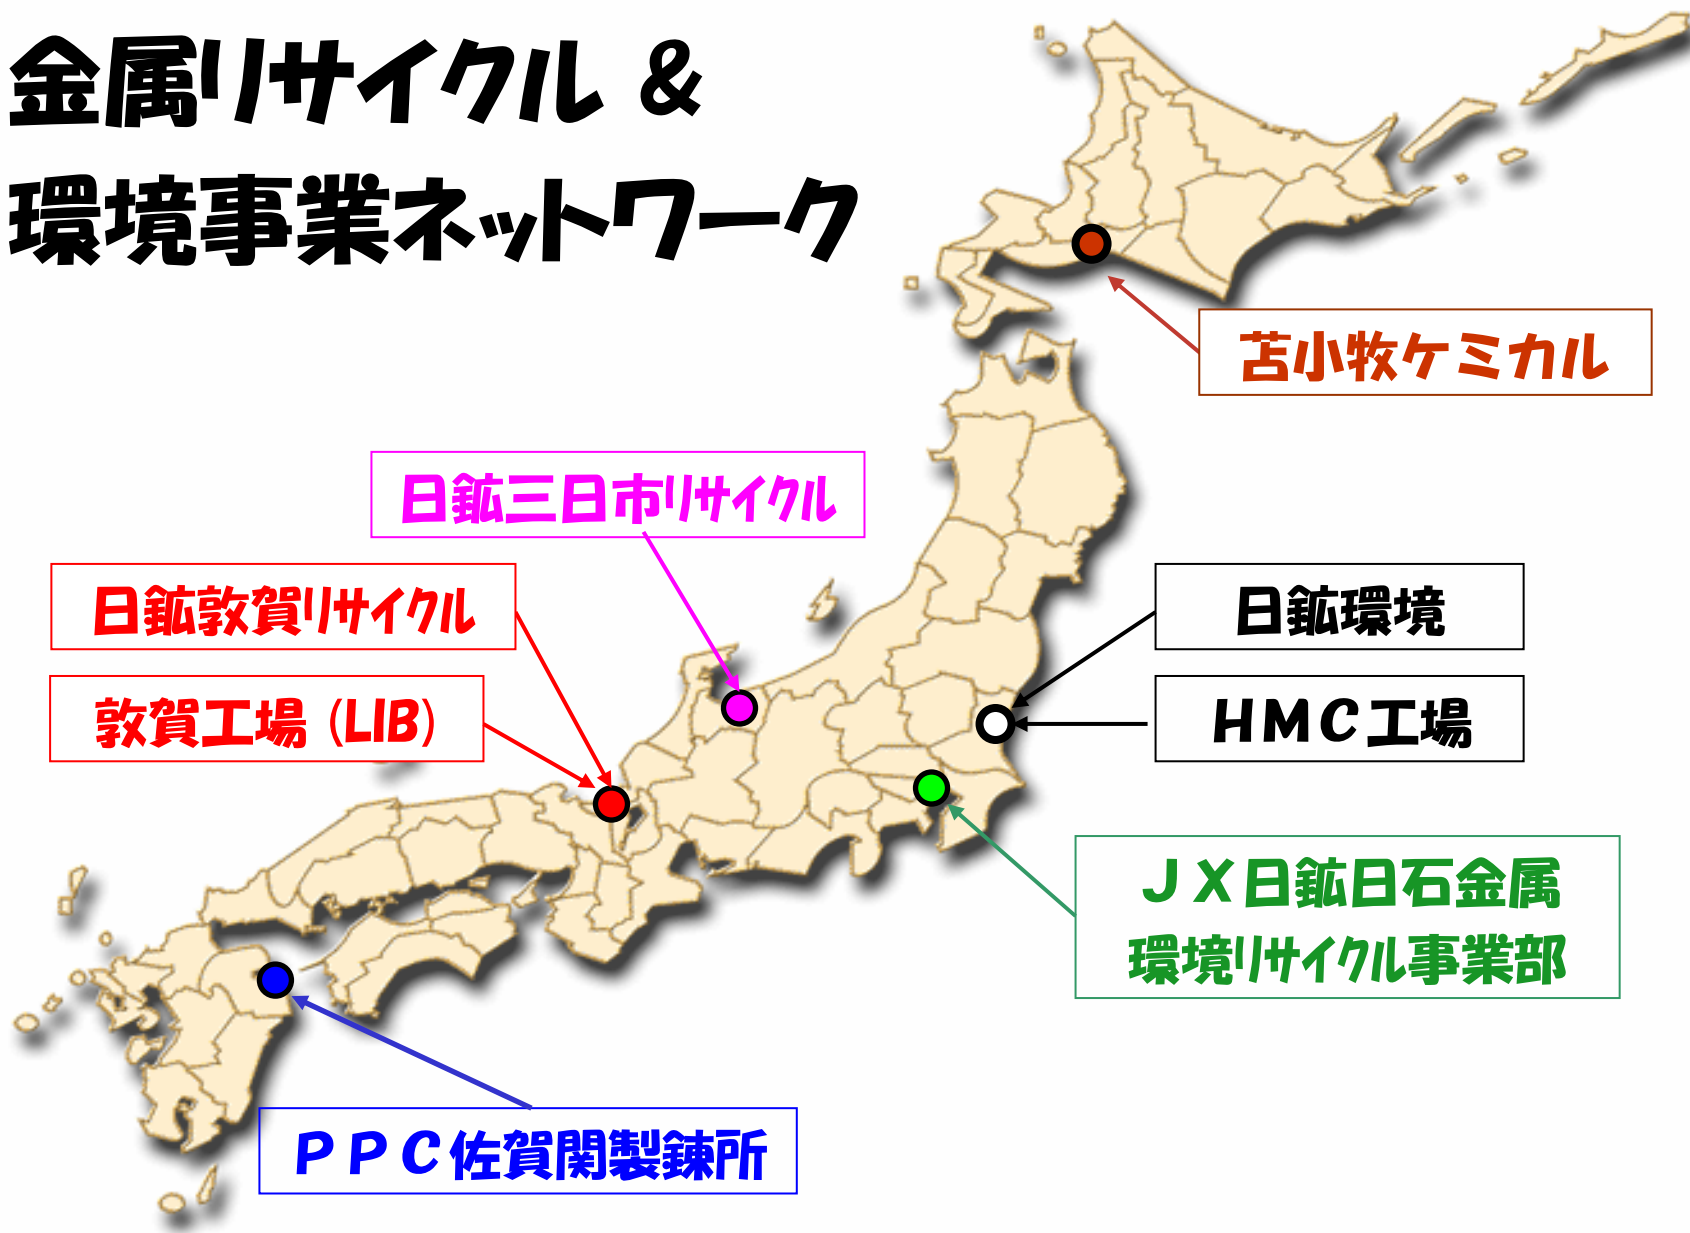 金属リサイクル &
環境事業ネットワーク
苫小牧ケミカル
日鉱三日市リサイクル
日鉱敦賀リサイクル
日鉱環境
敦賀工場 (LIB)
HMC工場
JX日鉱日石金属
環境リサイクル事業部
PPC佐賀関製錬所